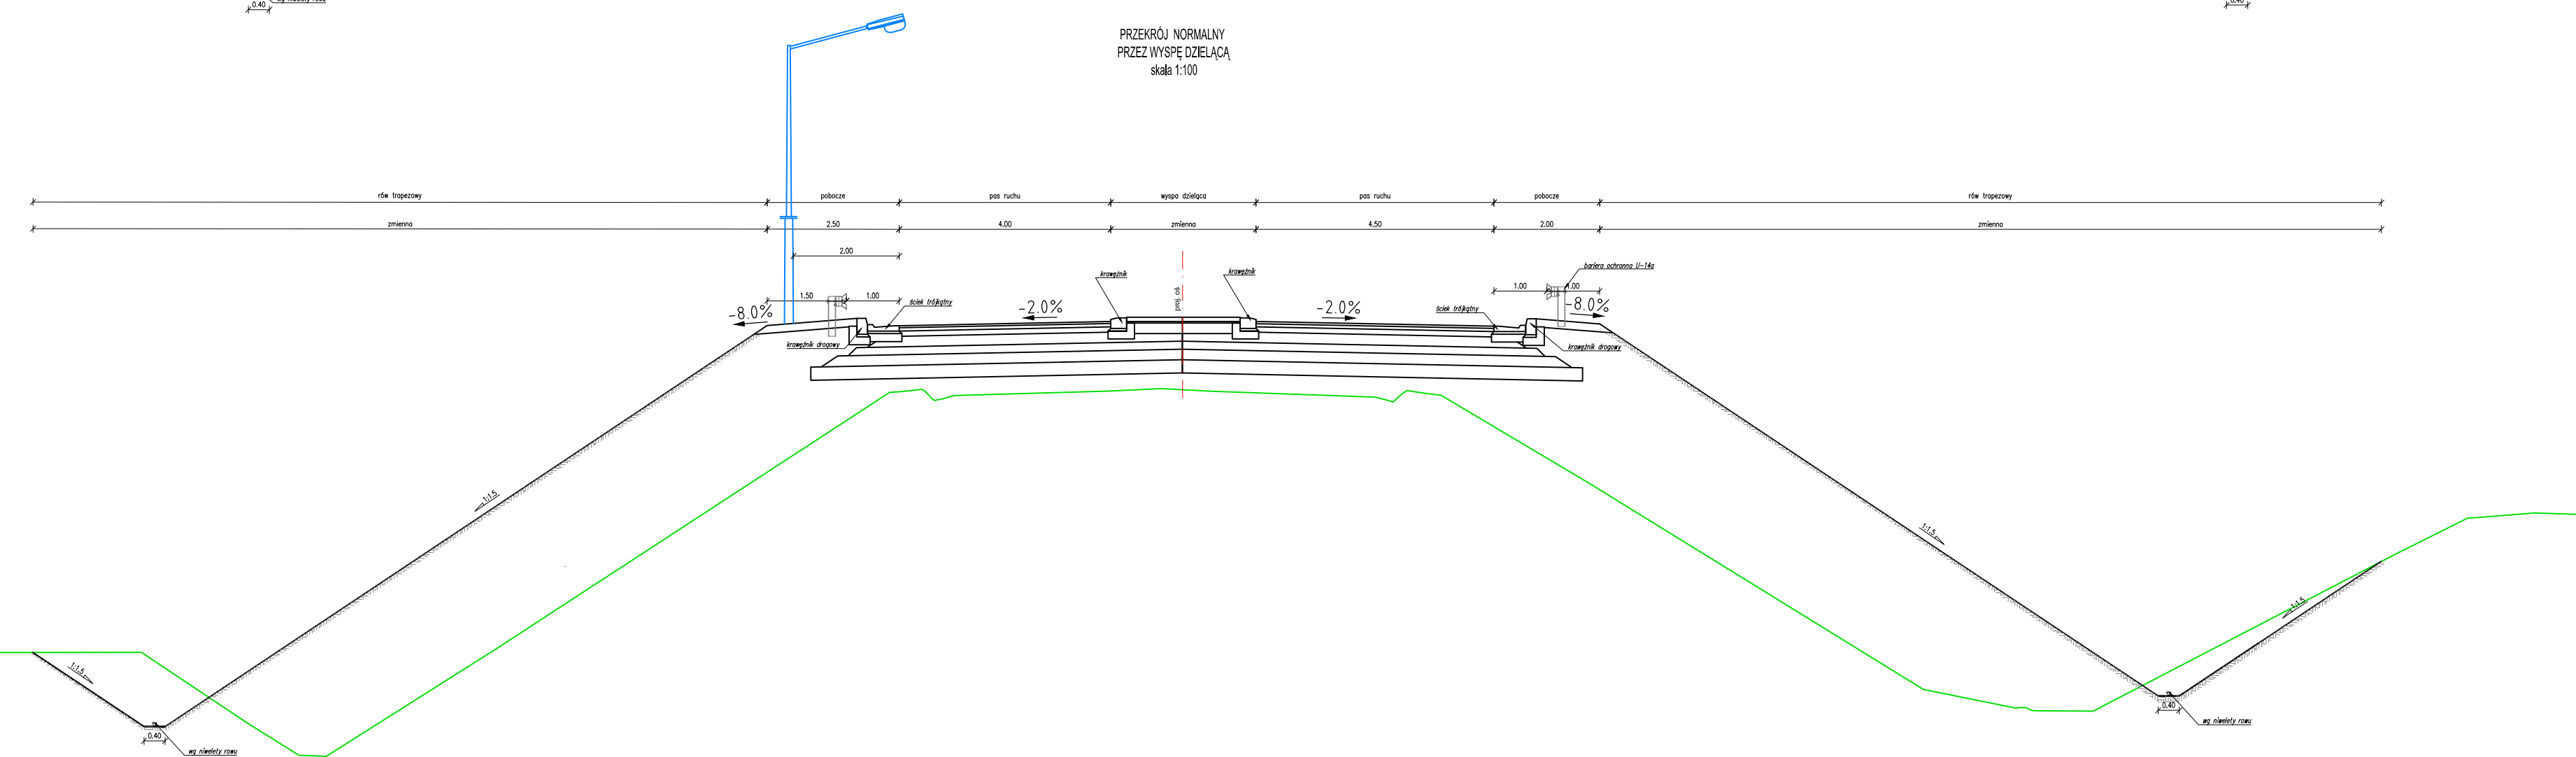 0.40
PRZEKRÓJ NORMALNY
PRZEZ WYSPĘ DZIELĄCĄ
skala 1:100
rów trapezowy
pobocze
pas ruchu
wyspa dzieląca
pas ruchu
pobocze
rów trapezowy
zmienna
2.50
4.00
zmienna
4.50
2.00
zmienna
2.00
krawężnik
krawężnik
bariera ochronna U-14a
1.50
1.00
ściek trójkątny
proj. oś
1.00
1.00
-8.0%
-2.0%
-2.0%
ściek trójkątny
-8.0%
krawężnik drogowy
krawężnik drogowy
1:1.5
1:1.5
1:1.5
1:1.5
0.40
wg niwelety rowu
0.40
wg niwelety rowu